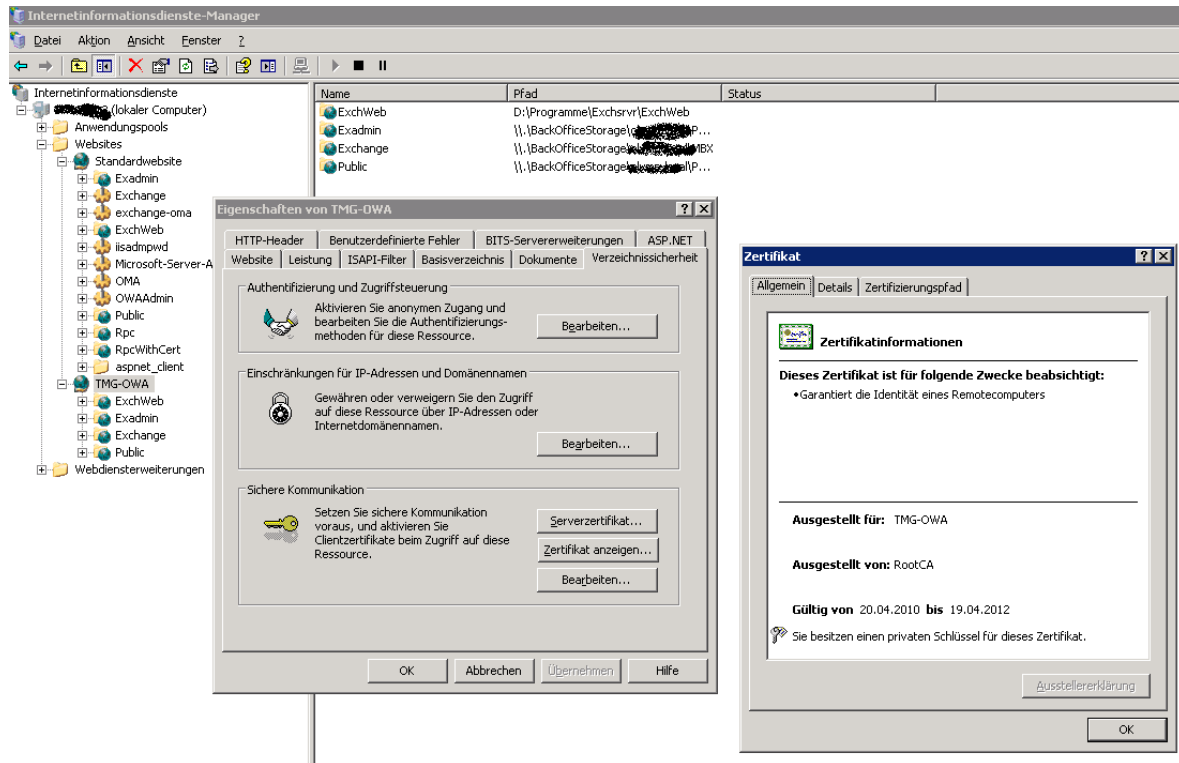 Internetinformationsdienste-Manager
Datei Aktion Ansicht Fenster ?
Internetinformationsdienste
(lokaler Computer)
Anwendungspools
Websites
Standardwebsite
Exadmin
Exchange
exchange-oma
ExchWeb
iisadmpwd
Microsoft-Server-A
OMA
OWAAdmin
Public
Rpc
RpcWithCert
aspnet_client
TMG-OWA
ExchWeb
Exadmin
Exchange
Public
Webdiensterweiterungen
Name Pfad Status
ExchWeb D:\Programme\Exchsrvr\ExchWeb
Exadmin \\.\BackOfficeStorage\ P...
Exchange \\.\BackOfficeStorage\ MBX
Public \\.\BackOfficeStorage\ \P...
Eigenschaften von TMG-OWA
HTTP-Header Benutzerdefinierte Fehler BITS-Servererweiterungen ASP.NET
Website Leistung ISAPI-Filter Basisverzeichnis Dokumente Verzeichnissicherheit
Authentifizierung und Zugriffsteuerung
Aktivieren Sie anonymen Zugang und
bearbeiten Sie die Authentifizierungs-
methoden für diese Ressource.
Bearbeiten...
Einschränkungen für IP-Adressen und Domänennamen
Gewähren oder verweigern Sie den Zugriff
auf diese Ressource über IP-Adressen oder
Internetdomänennamen.
Bearbeiten...
Sichere Kommunikation
Setzen Sie sichere Kommunikation
voraus, und aktivieren Sie
Clientzertifikate beim Zugriff auf diese
Ressource.
Serverzertifikat...
Zertifikat anzeigen...
Bearbeiten...
OK Abbrechen Übernehmen Hilfe
Zertifikat
Allgemein Details Zertifizierungspfad
Zertifikatinformationen
Dieses Zertifikat ist für folgende Zwecke beabsichtigt:
•Garantiert die Identität eines Remotecomputers
Ausgestellt für: TMG-OWA
Ausgestellt von: RootCA
Gültig von 20.04.2010 bis 19.04.2012
Sie besitzen einen privaten Schlüssel für dieses Zertifikat.
Ausstellererklärung
OK